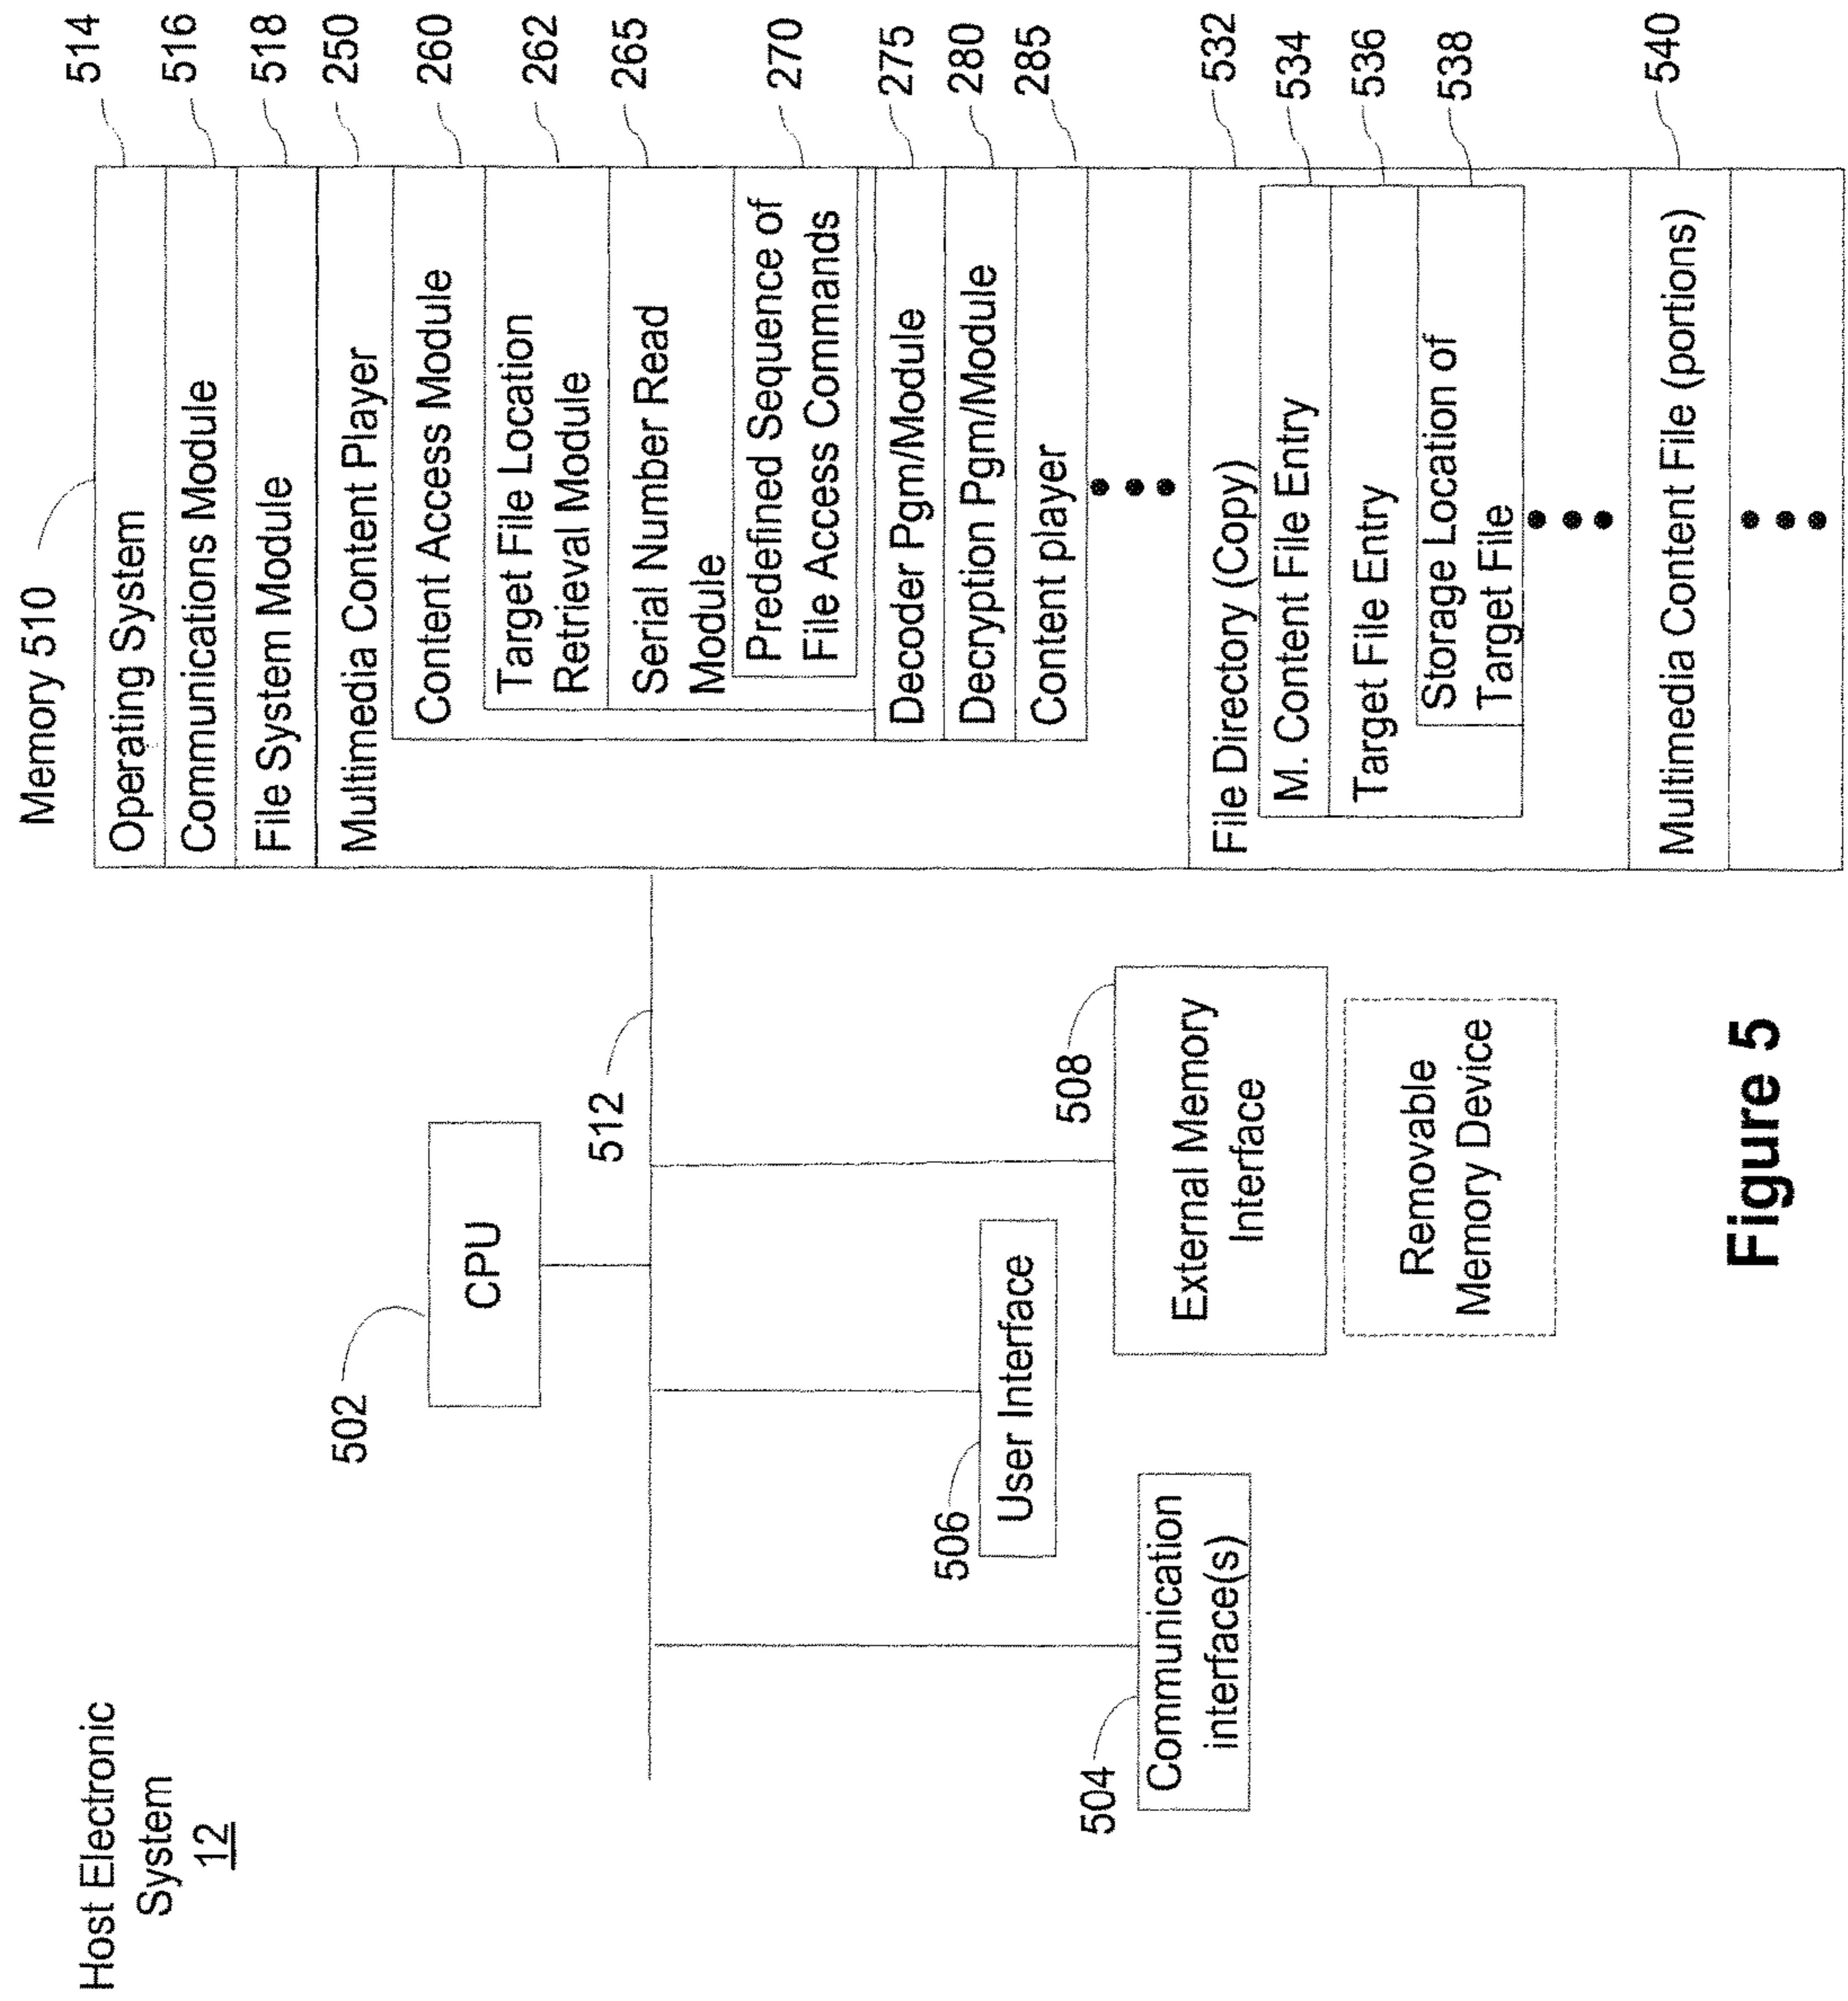 Host Electronic
System
12
Memory 510
Operating System
514
Communications Module
516
File System Module
518
Multimedia Content Player
250
Content Access Module
260
Target File Location
Retrieval Module
262
Serial Number Read
Module
265
Predefined Sequence of
File Access Commands
270
Decoder Pgm/Module
275
Decryption Pgm/Module
280
Content player
285
File Directory (Copy)
532
M. Content File Entry
534
Target File Entry
536
Storage Location of
Target File
538
Multimedia Content File (portions)
540
502
CPU
512
504
Communication
interface(s)
506
User Interface
508
External Memory
Interface
Removable
Memory Device
Figure 5